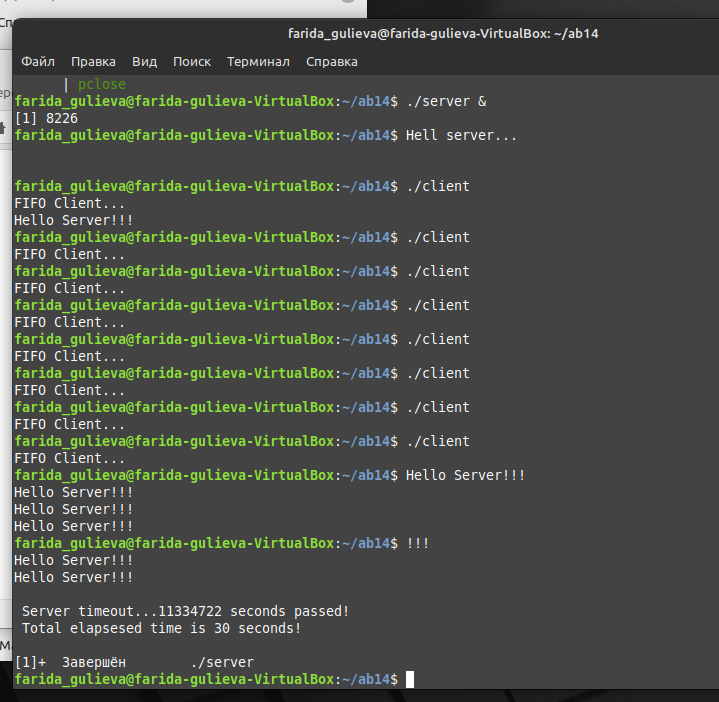 Сп
farida_gulieva@farida-gulieva-VirtualBox: ~/ab14
Файл Правка Вид Поиск Терминал Справка
| pclose
farida_gulieva@farida-gulieva-VirtualBox:~/ab14$ ./server &
[1] 8226
farida_gulieva@farida-gulieva-VirtualBox:~/ab14$ Hell server...
farida_gulieva@farida-gulieva-VirtualBox:~/ab14$ ./client
FIFO Client...
Hello Server!!!
farida_gulieva@farida-gulieva-VirtualBox:~/ab14$ ./client
FIFO Client...
farida_gulieva@farida-gulieva-VirtualBox:~/ab14$ ./client
FIFO Client...
farida_gulieva@farida-gulieva-VirtualBox:~/ab14$ ./client
FIFO Client...
farida_gulieva@farida-gulieva-VirtualBox:~/ab14$ ./client
FIFO Client...
farida_gulieva@farida-gulieva-VirtualBox:~/ab14$ ./client
FIFO Client...
farida_gulieva@farida-gulieva-VirtualBox:~/ab14$ ./client
FIFO Client...
farida_gulieva@farida-gulieva-VirtualBox:~/ab14$ ./client
FIFO Client...
farida_gulieva@farida-gulieva-VirtualBox:~/ab14$ Hello Server!!!
Hello Server!!!
Hello Server!!!
Hello Server!!!
farida_gulieva@farida-gulieva-VirtualBox:~/ab14$ !!!
Hello Server!!!
Hello Server!!!
Server timeout...11334722 seconds passed!
Total elapsesed time is 30 seconds!
[1]+ Завершён ./server
farida_gulieva@farida-gulieva-VirtualBox:~/ab14$